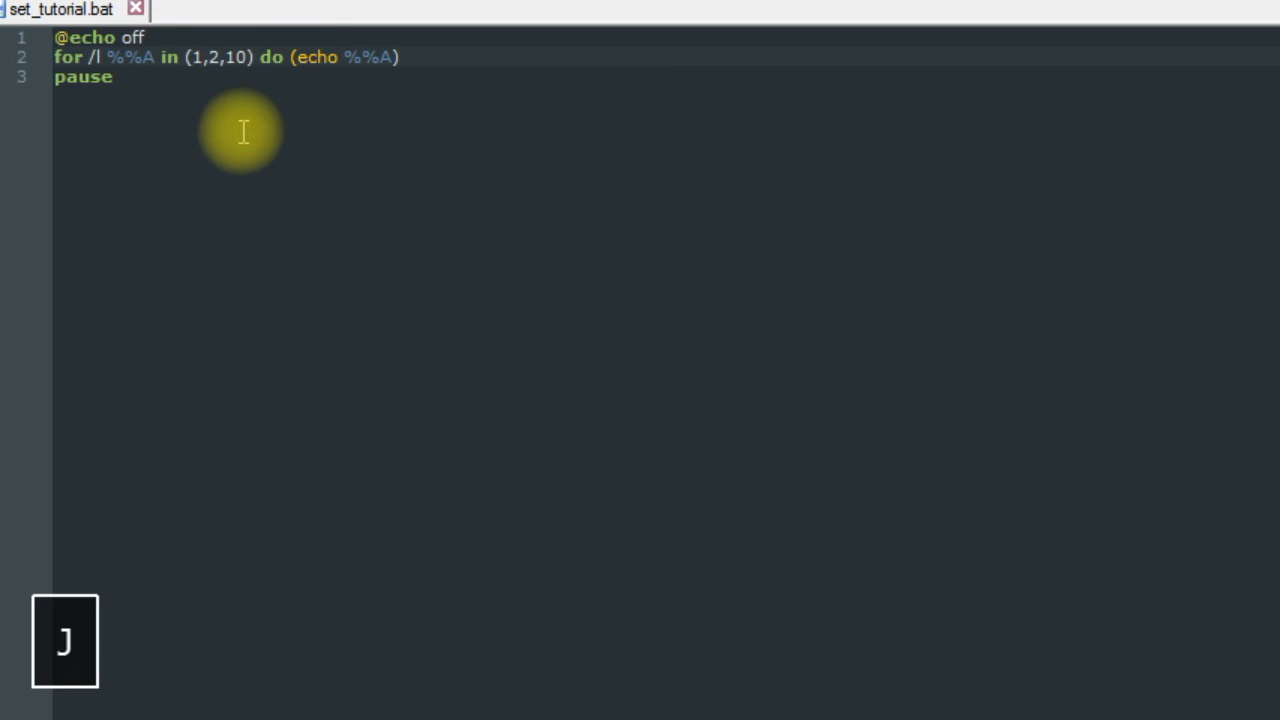 set_tutorial.bat
1 @echo off
2 for /l %%A in (1,2,10) do (echo %%A)
3 pause
J